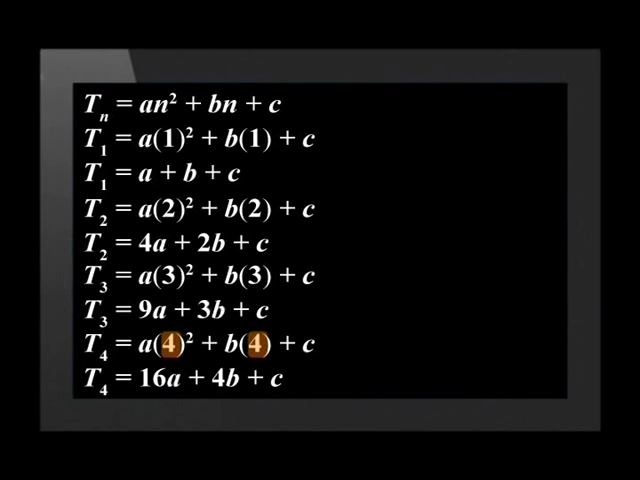 Tₙ = an² + bn + c
T₁ = a(1)² + b(1) + c
T₁ = a + b + c
T₂ = a(2)² + b(2) + c
T₂ = 4a + 2b + c
T₃ = a(3)² + b(3) + c
T₃ = 9a + 3b + c
T₄ = a(4)² + b(4) + c
T₄ = 16a + 4b + c